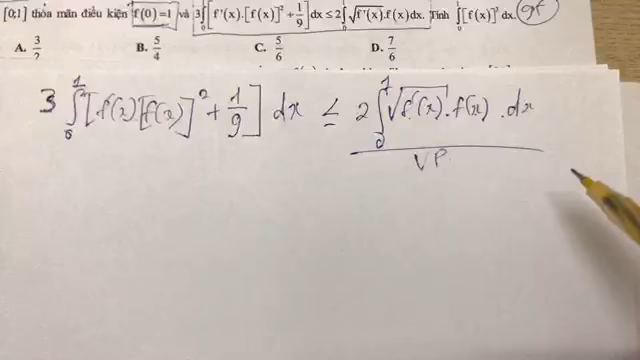 [0;1] thỏa mãn điều kiện f(0)=1 và 3∫₀¹[f'(x).[f(x)]²+1/9]dx ≤ 2∫₀¹√f'(x).f(x)dx. Tính ∫₀¹[f(x)]³dx.
A. 3/2 B. 5/4 C. 5/6 D. 7/6
3 ∫₀¹ [f'(x)[f(x)]² + 1/9] dx ≤ 2 ∫₀¹ √f'(x) . f(x) . dx
VP